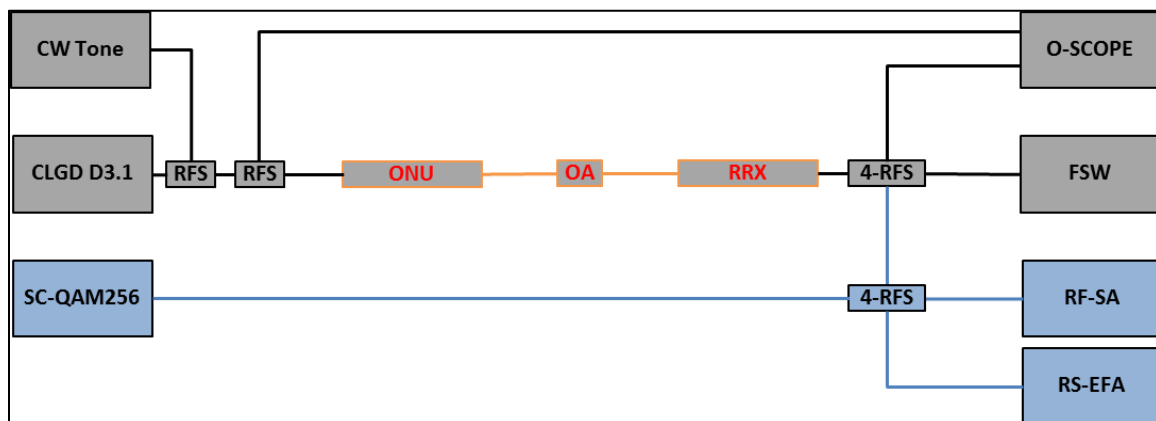 CW Tone
O-SCOPE
CLGD D3.1
RFS
RFS
ONU
OA
RRX
4-RFS
FSW
SC-QAM256
4-RFS
RF-SA
RS-EFA